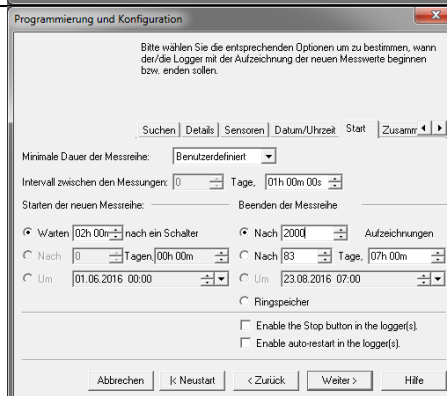 Programmierung und Konfiguration
Bitte wählen Sie die entsprechenden Optionen um zu bestimmen, wann
der/die Logger mit der Aufzeichnung der neuen Messwerte beginnen
bzw. enden sollen.
Suchen Details Sensoren Datum/Uhrzeit Start Zusamm
Minimale Dauer der Messreihe: Benutzerdefiniert
Intervall zwischen den Messungen: 0 Tage, 01h 00m 00s
Starten der neuen Messreihe: Beenden der Messreihe
Warten 02h 00m nach ein Schalter Nach 2000 Aufzeichnungen
Nach 0 Tagen, 00h 00m Nach 83 Tage, 07h 00m
Um 01.06.2016 00:00 Um 23.08.2016 07:00
Ringspeicher
Enable the Stop button in the logger(s).
Enable auto-restart in the logger(s).
Abbrechen |< Neustart < Zurück Weiter > Hilfe